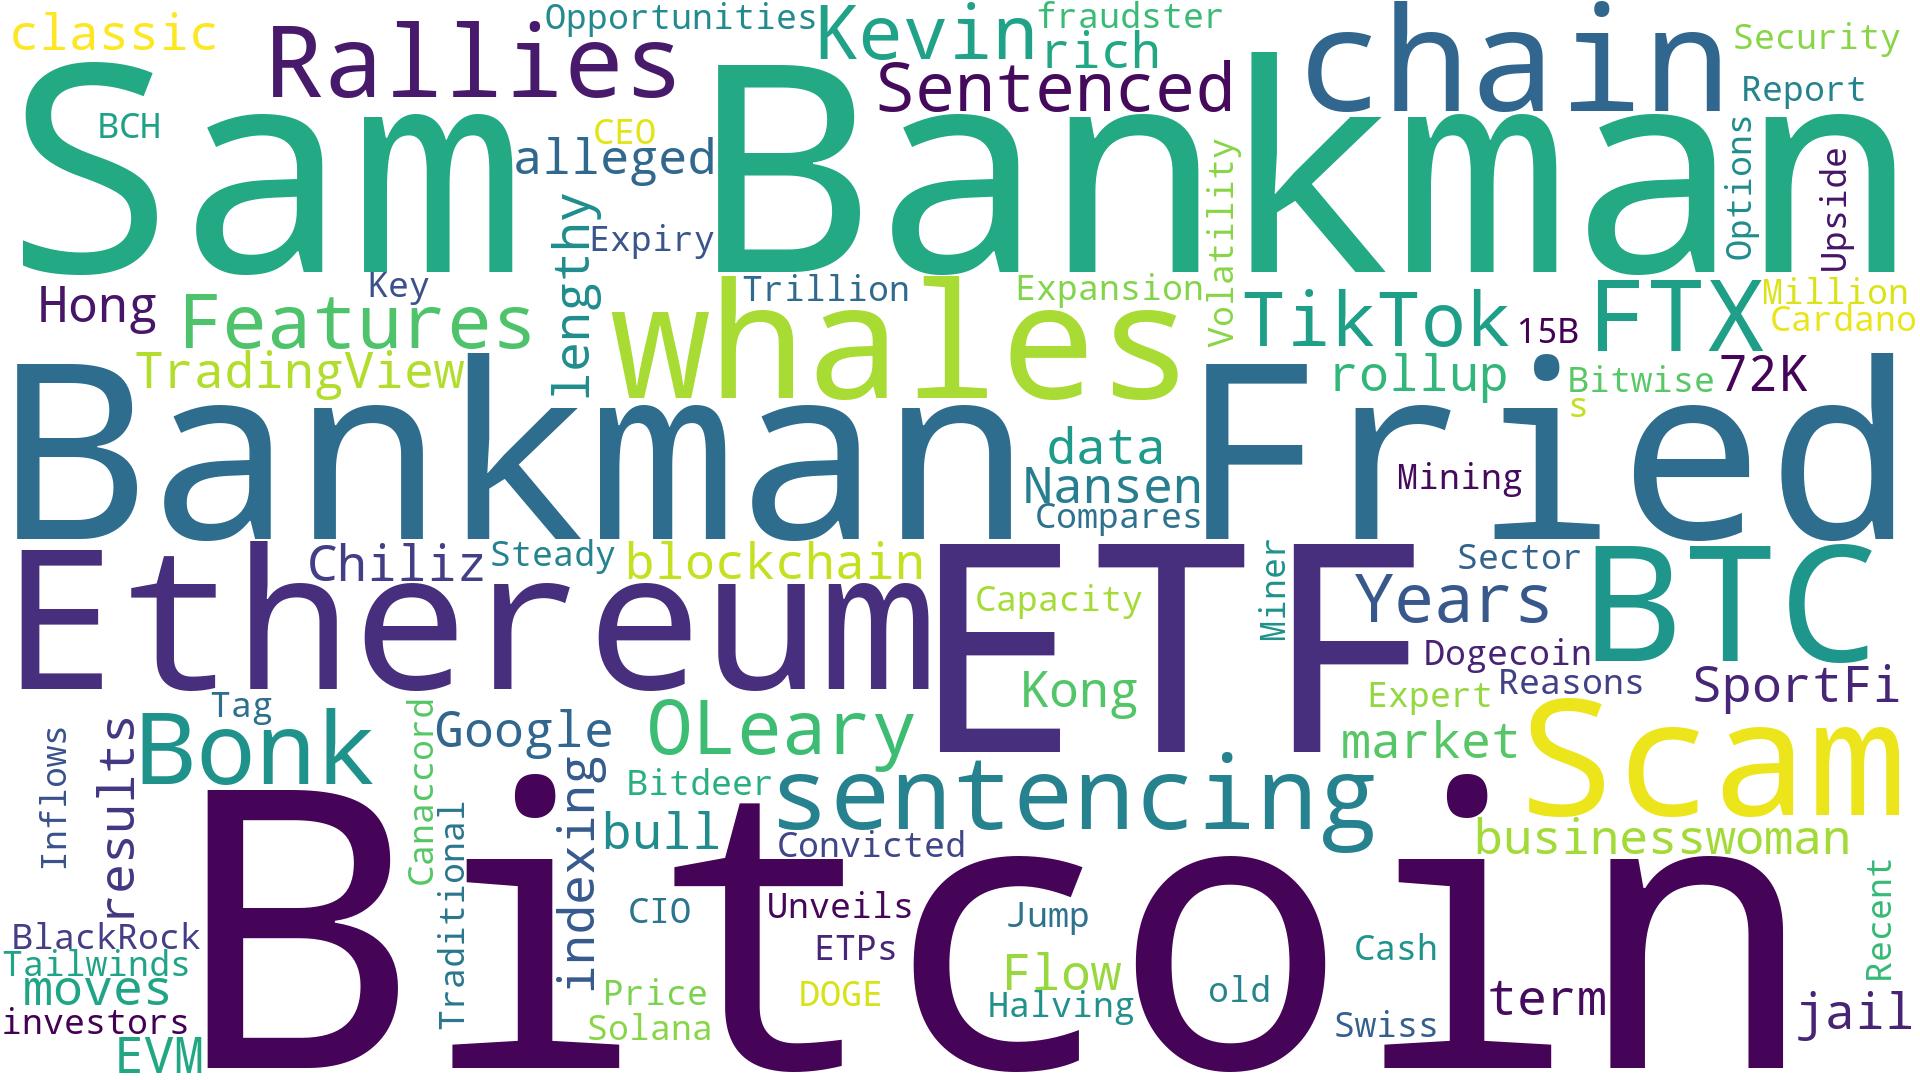 classic
Rallies
Opportunities
Kevin
fraudster
rich
chain
Security
Sam Bankman
BCH
CEO
alleged
Sentenced
Report
Options
Upside
lengthy
Expiry
Volatility
Hong
Key
Features
Trillion
whales
Expansion
TikTok
15B
FTX
Million
Cardano
TradingView
rollup
Bitwise
72K
s
Bankman Fried
data
Nansen
Compares
Mining
Ethereum
Chiliz
Steady
blockchain
ETF
Capacity
Miner
Sector
Years
BTC
Dogecoin
Kong
Expert
Reasons
SportFi
Tag
Bonk
Inflows
results
Canaccord
Google
OLeary
market
Scam
Traditional
indexing
Bitdeer
sentencing
bull
Convicted
businesswoman
Bitcoin
CIO
Unveils
Jump
ETPs
Cash
Recent
BlackRock
Tailwinds
moves
investors
EVM
Price
Solana
DOGE
Flow
Halving
old
Swiss
term
jail